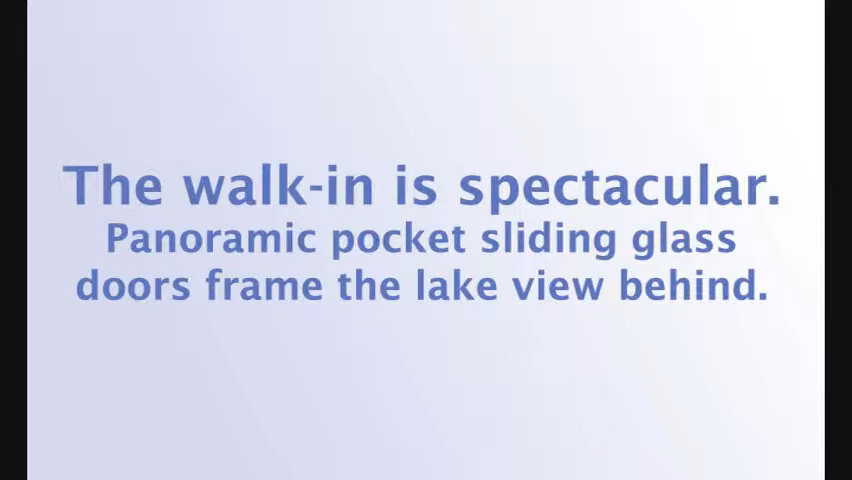 The walk-in is spectacular.
Panoramic pocket sliding glass
doors frame the lake view behind.